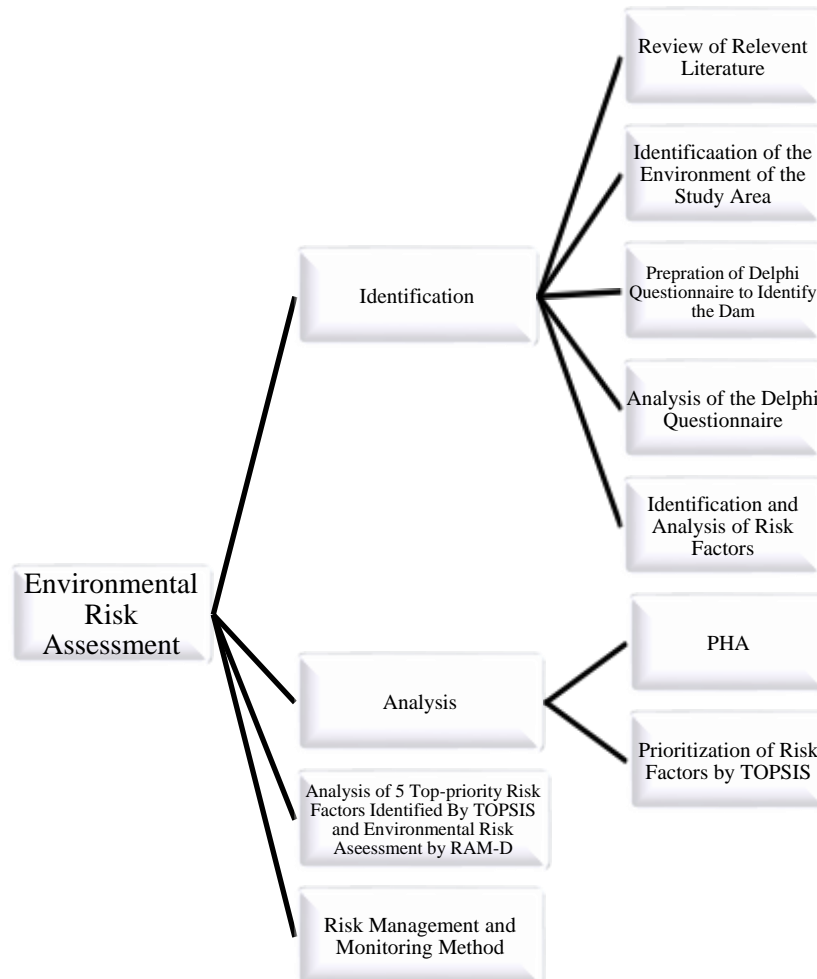 Environmental
Risk
Assessment
Identification
Review of Relevent
Literature
Identificaation of the
Environment of the
Study Area
Prepration of Delphi
Questionnaire to Identify
the Dam
Analysis of the Delphi
Questionnaire
Identification and
Analysis of Risk
Factors
Analysis
PHA
Prioritization of Risk
Factors by TOPSIS
Analysis of 5 Top-priority Risk
Factors Identified By TOPSIS
and Environmental Risk
Aseessment by RAM-D
Risk Management and
Monitoring Method